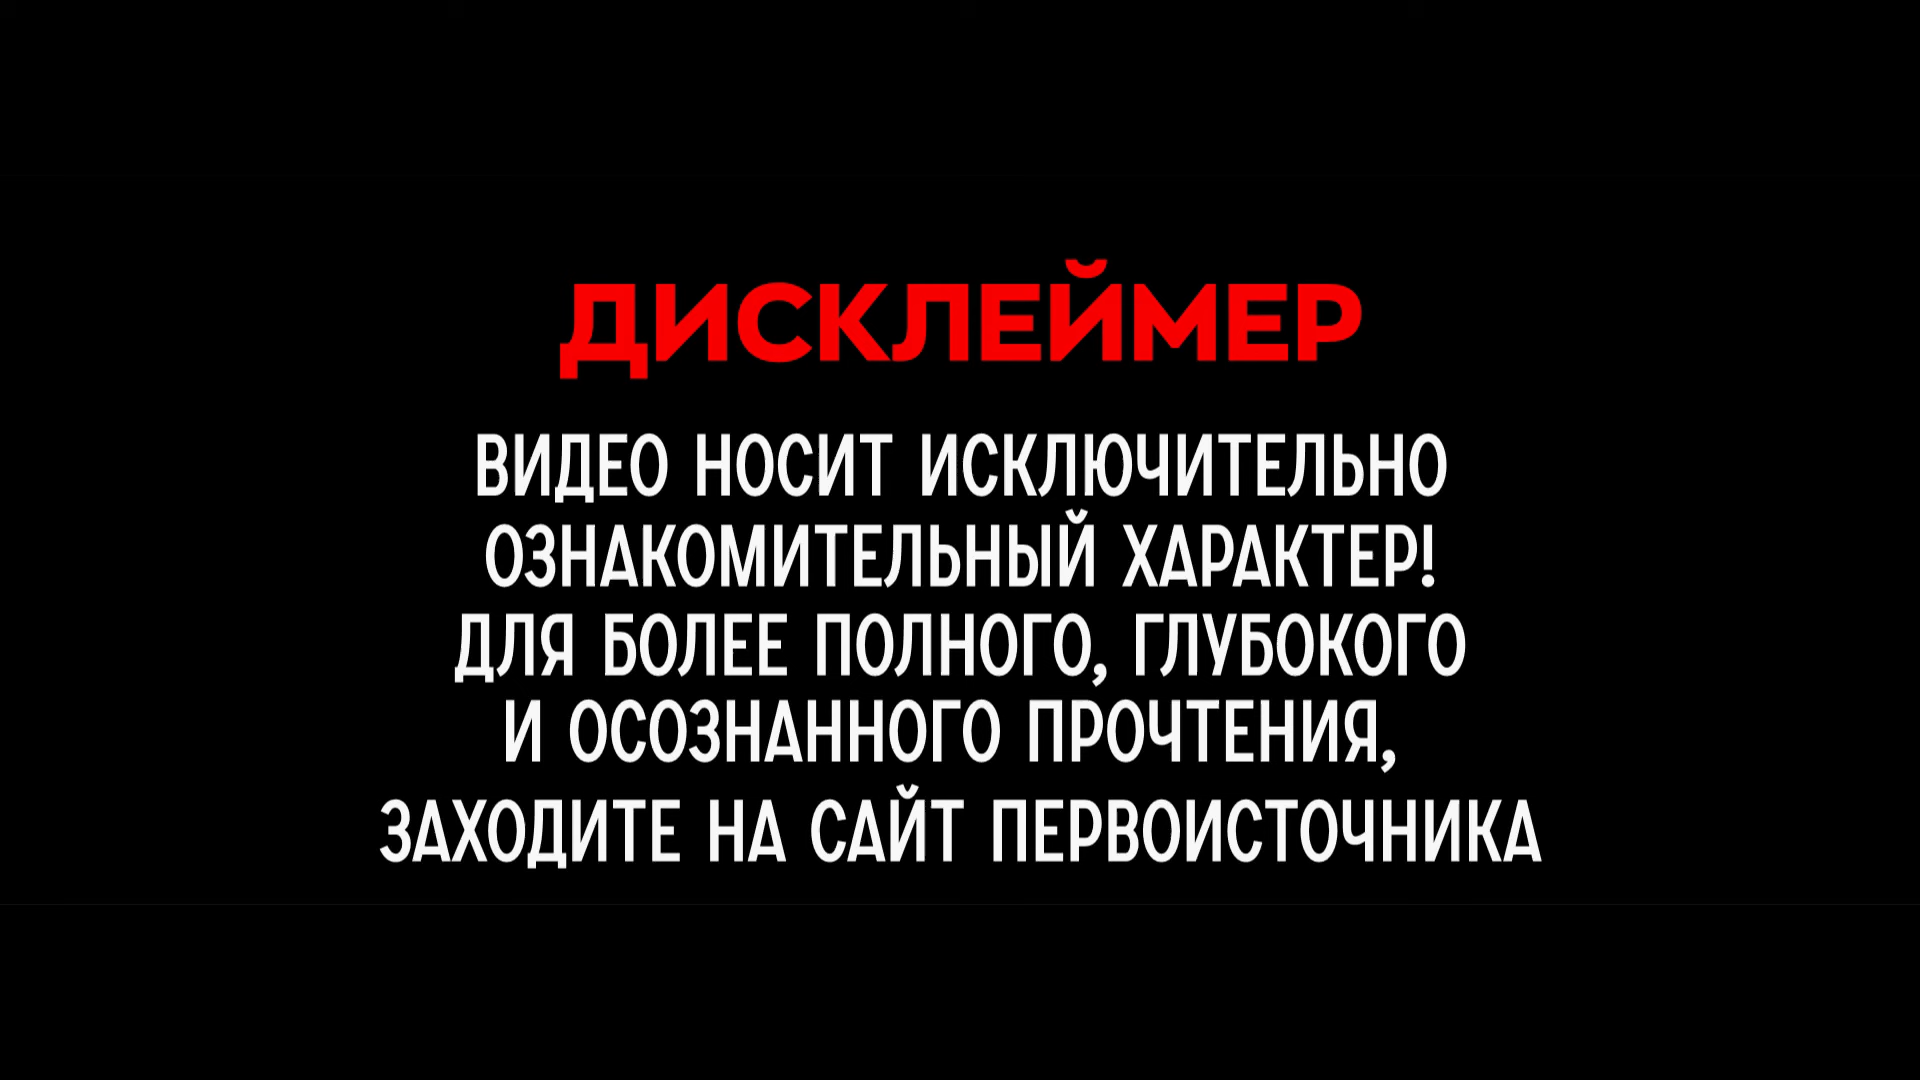 ДИСКЛЕЙМЕР
ВИДЕО НОСИТ ИСКЛЮЧИТЕЛЬНО
ОЗНАКОМИТЕЛЬНЫЙ ХАРАКТЕР!
ДЛЯ БОЛЕЕ ПОЛНОГО, ГЛУБОКОГО
И ОСОЗНАННОГО ПРОЧТЕНИЯ,
ЗАХОДИТЕ НА САЙТ ПЕРВОИСТОЧНИКА